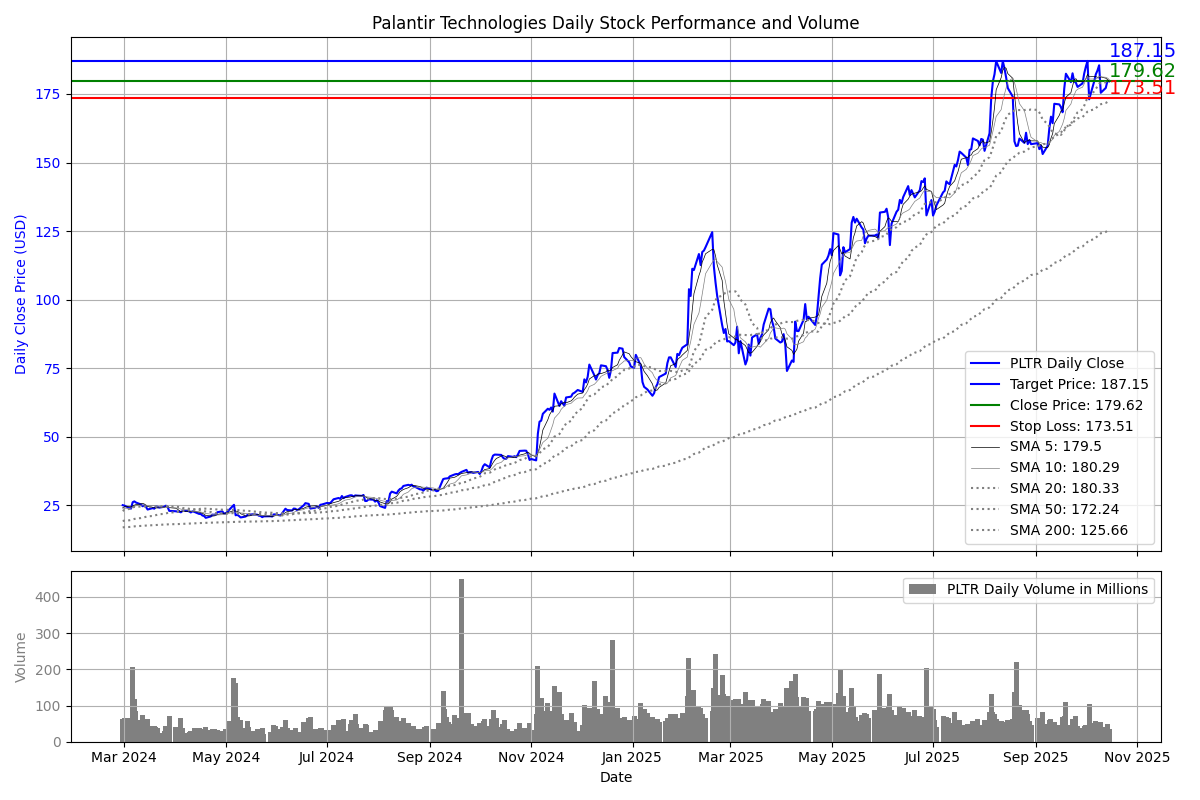 Palantir Technologies Daily Stock Performance and Volume
187.15
179.62
173.51
175
150
125
100
75
50
25
Daily Close Price (USD)
PLTR Daily Close
Target Price: 187.15
Close Price: 179.62
Stop Loss: 173.51
SMA 5: 179.5
SMA 10: 180.29
SMA 20: 180.33
SMA 50: 172.24
SMA 200: 125.66
400
300
200
100
0
Volume
PLTR Daily Volume in Millions
Mar 2024 May 2024 Jul 2024 Sep 2024 Nov 2024 Jan 2025 Mar 2025 May 2025 Jul 2025 Sep 2025 Nov 2025
Date